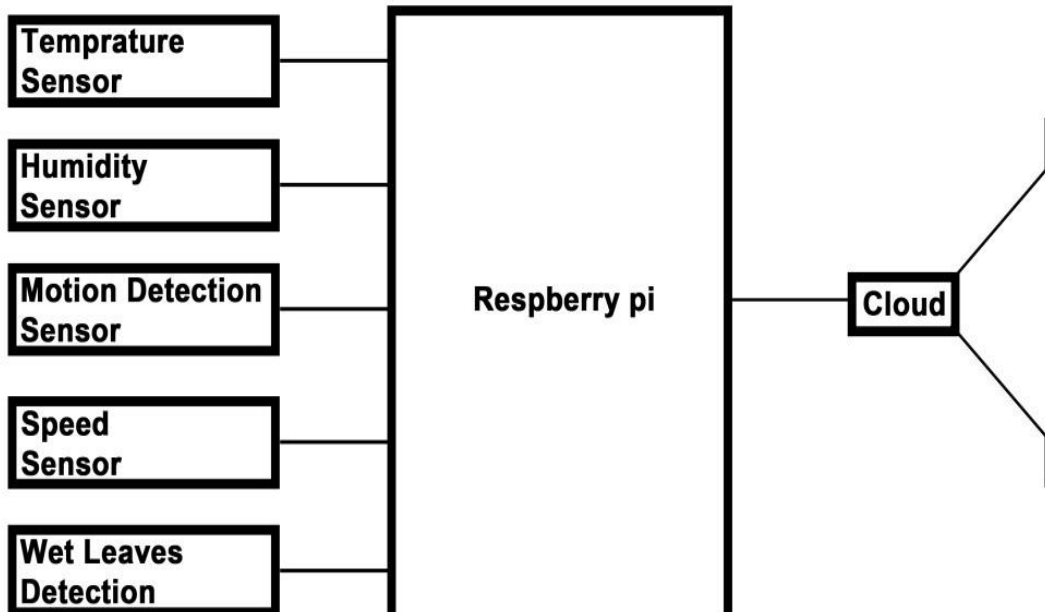 Temprature
Sensor
Humidity
Sensor
Motion Detection
Sensor
Speed
Sensor
Wet Leaves
Detection
Respberry pi
Cloud